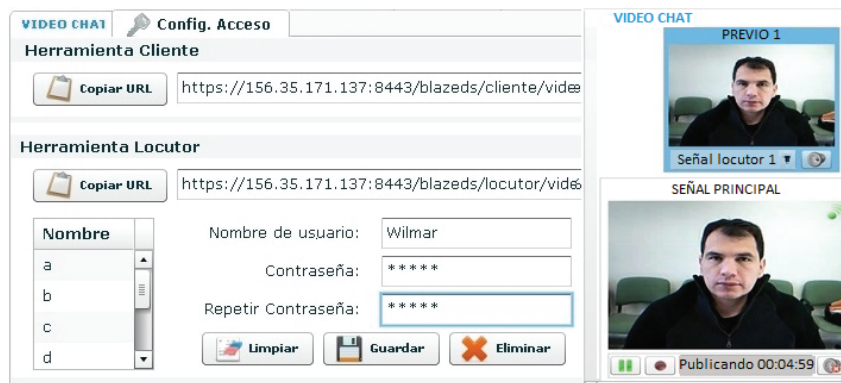 VIDEO CHAT
Config. Acceso
Herramienta Cliente
Copiar URL
https://156.35.171.137:8443/blazeds/cliente/vide
Herramienta Locutor
Copiar URL
https://156.35.171.137:8443/blazeds/locutor/vide
Nombre
a
b
c
d
Nombre de usuario: Wilmar
Contraseña: *****
Repetir Contraseña: *****
Limpiar Guardar Eliminar
VIDEO CHAT
PREVIO 1
Señal locutor 1
SEÑAL PRINCIPAL
Publicando 00:04:59